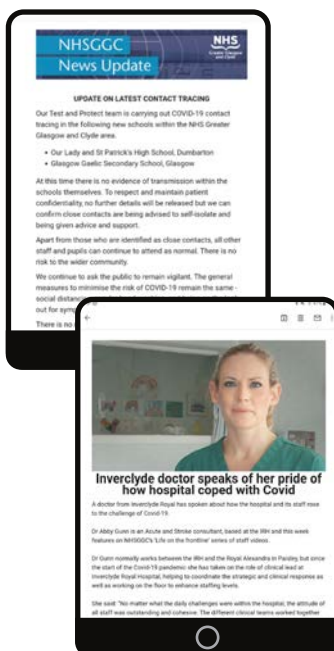 NHSGGC
News Update
NHS
Greater Glasgow
and Clyde
UPDATE ON LATEST CONTACT TRACING
Our Test and Protect team is carrying out COVID-19 contact
tracing in the following new schools within the NHS Greater
Glasgow and Clyde area.
• Our Lady and St Patrick's High School, Dumbarton
• Glasgow Gaelic Secondary School, Glasgow
At this time there is no evidence of transmission within the
schools themselves. To respect and maintain patient
confidentiality, no further details will be released but we can
confirm close contacts are being advised to self-isolate and
being given advice and support.
Apart from those who are identified as close contacts, all other
staff and pupils can continue to attend as normal. There is no
risk to the wider community.
We continue to ask the public to remain vigilant. The general
measures to minimise the risk of COVID-19 remain the same -
social
out for
There is no
Inverclyde doctor speaks of her pride of
how hospital coped with Covid
A doctor from Inverclyde Royal has spoken about how the hospital and its staff rose
to the challenge of Covid-19.
Dr Abby Gunn is an Acute and Stroke consultant, based at the IRH and this week
features on NHSGGC's 'Life on the frontline' series of staff videos.
Dr Gunn normally works between the IRH and the Royal Alexandra in Paisley, but since
the start of the Covid-19 pandemic she has taken on the role of clinical lead at
Inverclyde Royal Hospital, helping to coordinate the strategic and clinical response as
well as working on the floor to enhance staffing levels.
She said: "No matter what the daily challenges were within the hospital, the attitude of
all staff was outstanding and cohesive. The different clinical teams worked together